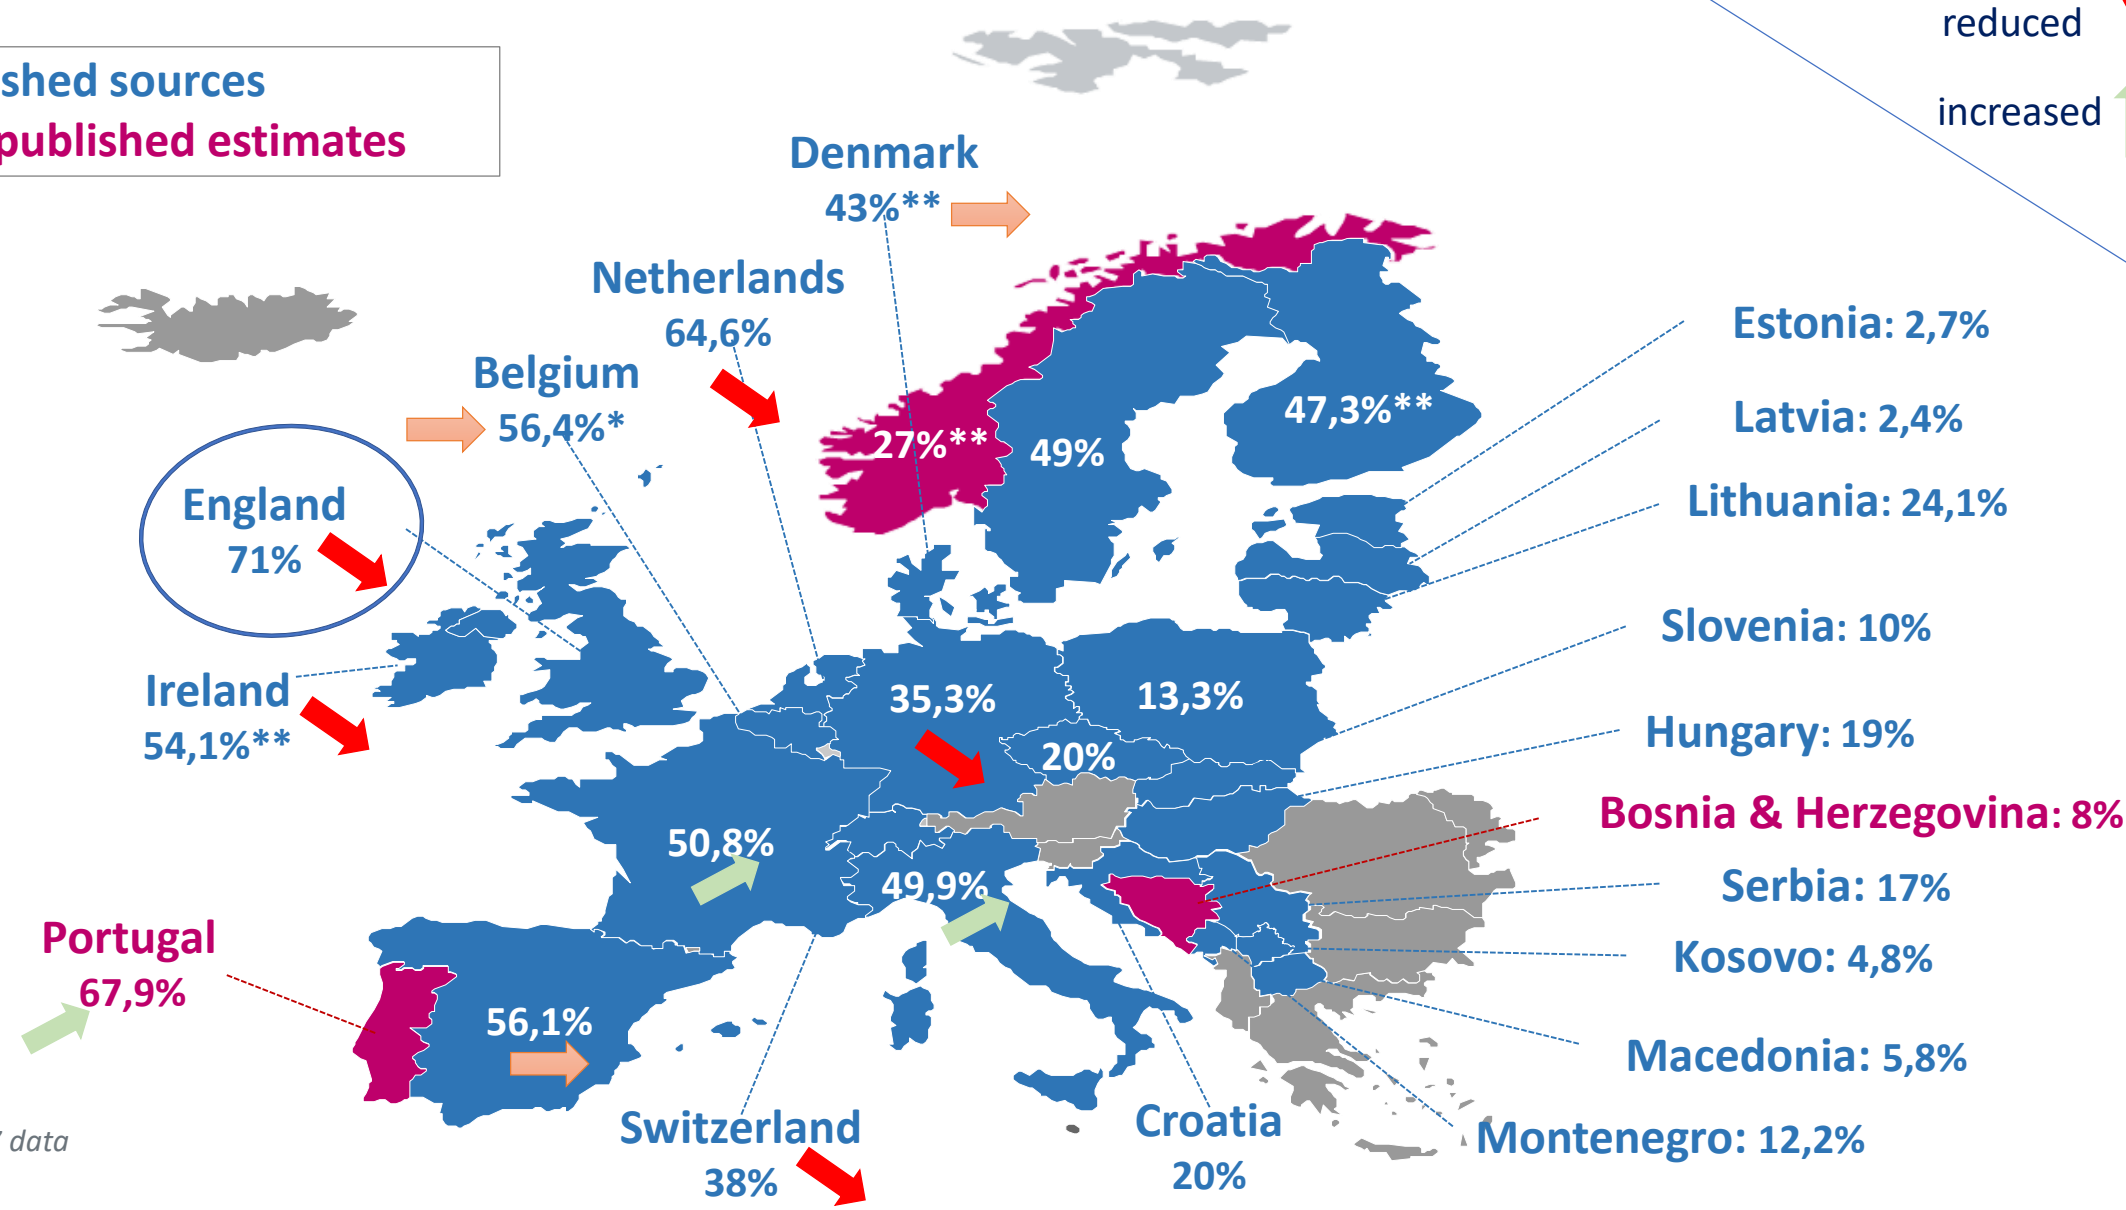 reduced
increased
shed sources
published estimates
Denmark
43%**
Netherlands
64,6%
Belgium
56,4%*
England
71%
Ireland
54,1%**
27%**
49%
47,3%**
Estonia: 2,7%
Latvia: 2,4%
Lithuania: 24,1%
Slovenia: 10%
Hungary: 19%
Bosnia & Herzegovina: 8%
Serbia: 17%
Kosovo: 4,8%
Macedonia: 5,8%
Montenegro: 12,2%
35,3%
13,3%
20%
50,8%
49,9%
Portugal
67,9%
56,1%
Switzerland
38%
Croatia
20%
data